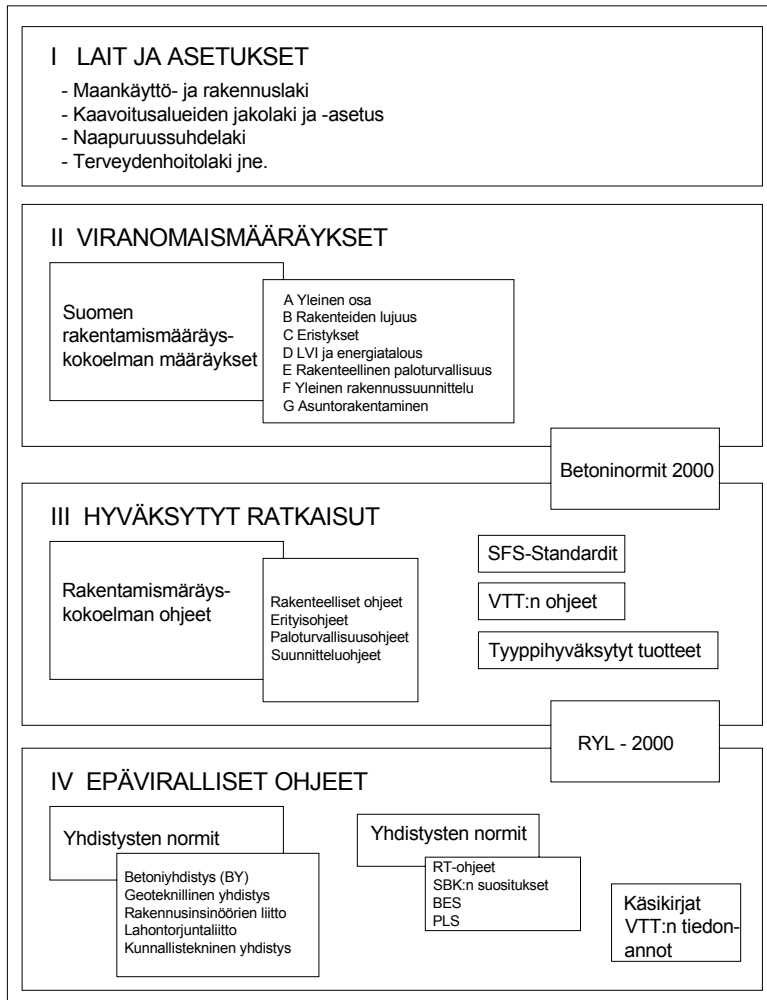 I LAIT JA ASETUKSET
- Maankäyttö- ja rakennuslaki
- Kaavoitusalueiden jakolaki ja -asetus
- Naapuruussuhdelaki
- Terveydenhoitolaki jne.
II VIRANOMAISMÄÄRÄYKSET
Suomen
rakentamismääräys-
kokoelman määräykset
A Yleinen osa
B Rakenteiden lujuus
C Eristykset
D LVI ja energiatalous
E Rakenteellinen paloturvallisuus
F Yleinen rakennussuunnittelu
G Asuntorakentaminen
Betoninormit 2000
III HYVÄKSYTYT RATKAISUT
Rakentamismäräys-
kokoelman ohjeet
Rakenteelliset ohjeet
Erityisohjeet
Paloturvallisuusohjeet
Suunnitteluohjeet
SFS-Standardit
VTT:n ohjeet
Tyyppihyväksytyt tuotteet
RYL - 2000
IV EPÄVIRALLISET OHJEET
Yhdistysten normit
Betoniyhdistys (BY)
Geoteknillinen yhdistys
Rakennusinsinöörien liitto
Lahontorjuntaliitto
Kunnallistekninen yhdistys
Yhdistysten normit
RT-ohjeet
SBK:n suositukset
BES
PLS
Käsikirjat
VTT:n tiedon-
annot